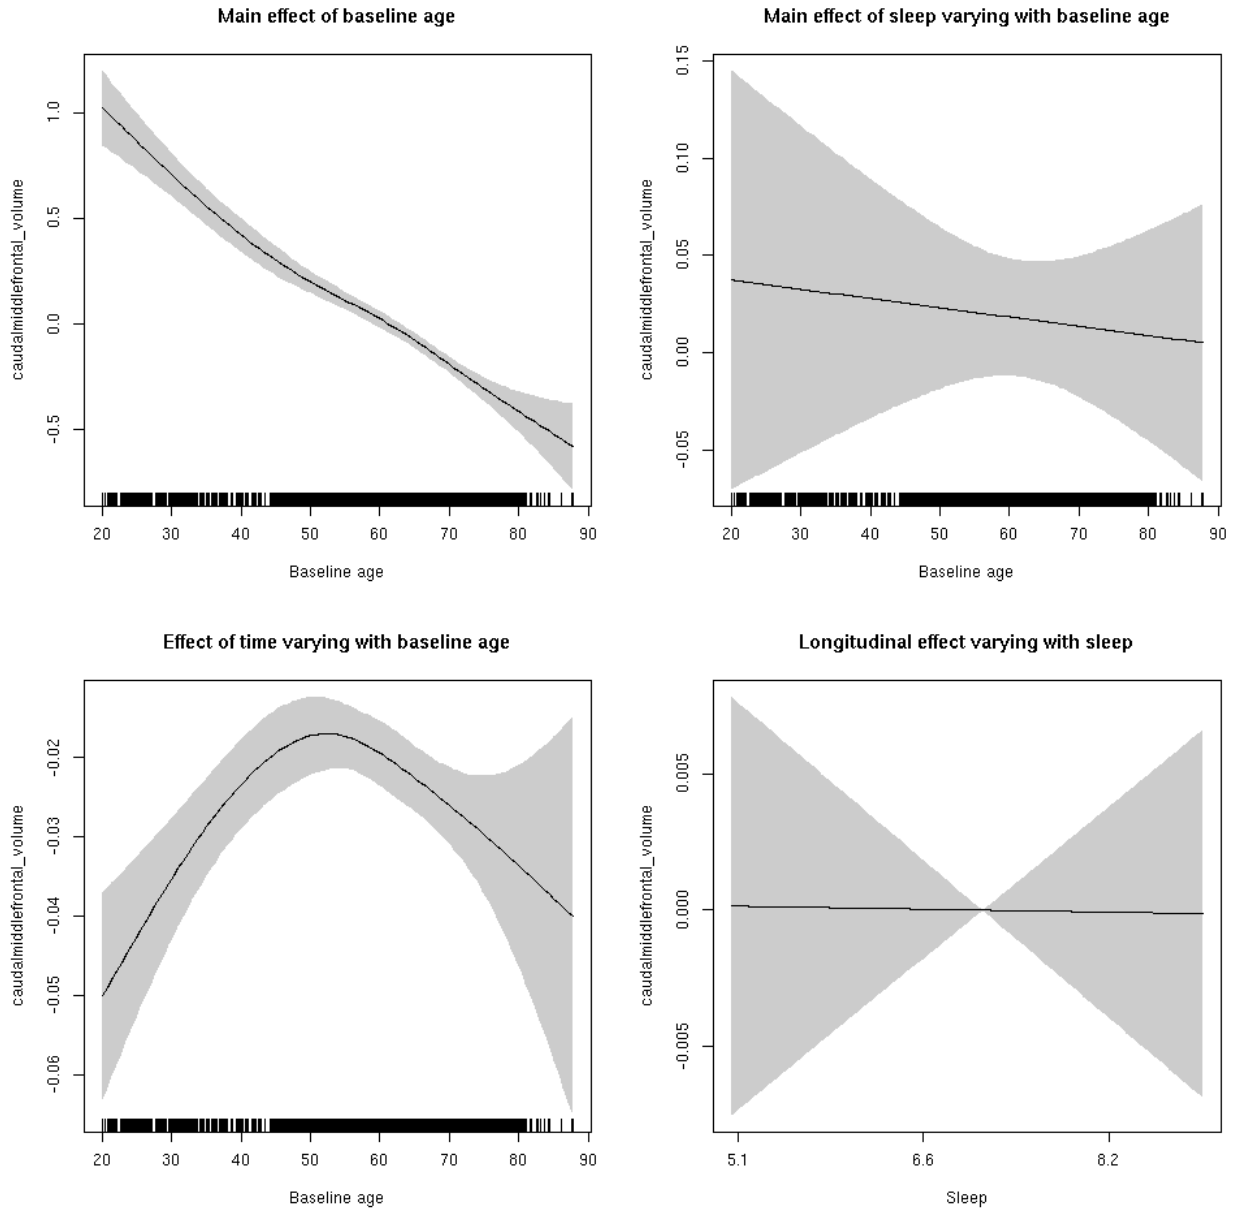 Main effect of baseline age
caudalmiddlefrontal_volume
1.0
0.5
0.0
-0.5
20 30 40 50 60 70 80 90
Baseline age
Main effect of sleep varying with baseline age
caudalmiddlefrontal_volume
0.15
0.10
0.05
0.00
-0.05
20 30 40 50 60 70 80 90
Baseline age
Effect of time varying with baseline age
caudalmiddlefrontal_volume
-0.02
-0.03
-0.04
-0.05
-0.06
20 30 40 50 60 70 80 90
Baseline age
Longitudinal effect varying with sleep
caudalmiddlefrontal_volume
0.005
0.000
-0.005
5.1 6.6 8.2
Sleep